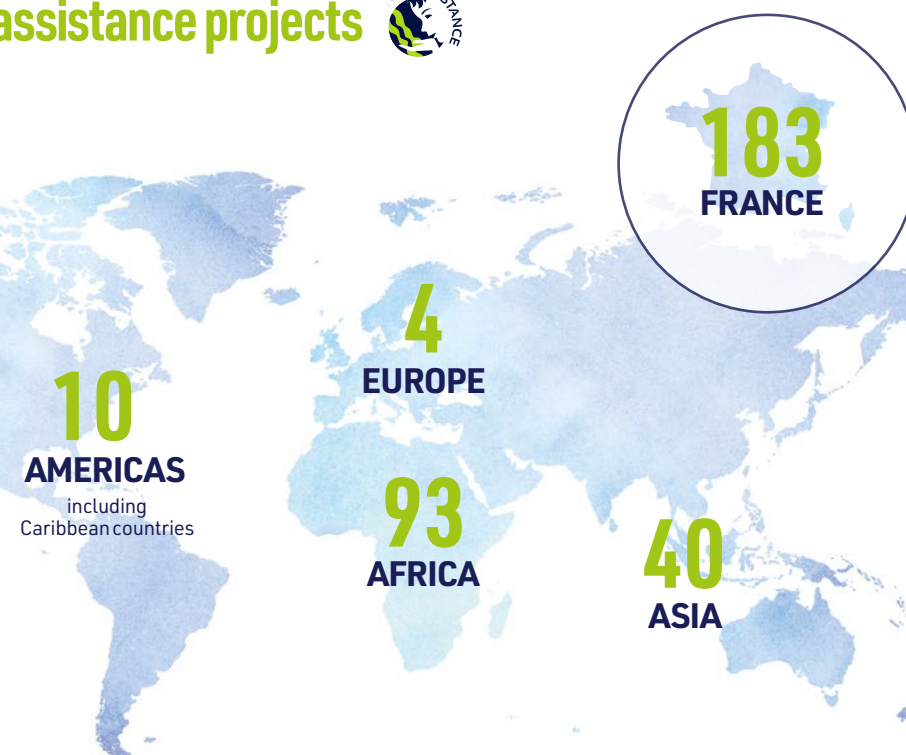 assistance projects
183
FRANCE
4
EUROPE
10
AMERICAS
including
Caribbean countries
93
AFRICA
40
ASIA